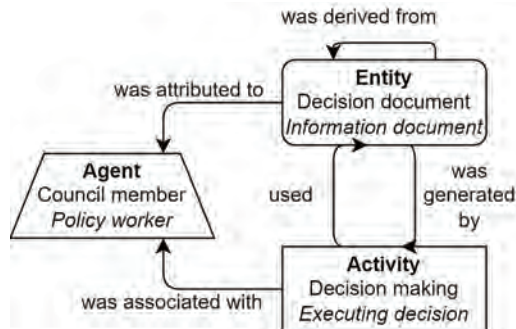 was derived from
Entity
Decision document
Information document
was attributed to
Agent
Council member
Policy worker
used
was
generated
by
Activity
Decision making
Executing decision
was associated with